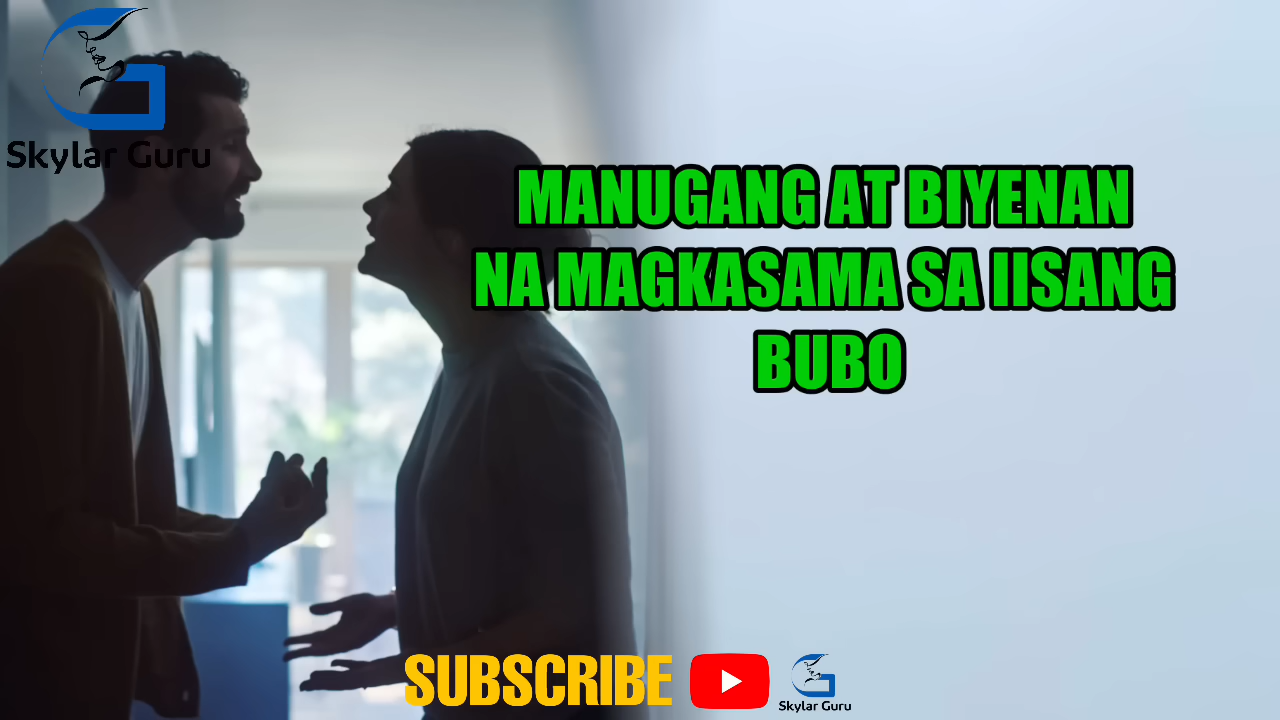 Skylar Guru
MANUGANG AT BIYENAN
NA MAGKASAMA SA IISANG
BUBO
SUBSCRIBE
Skylar Guru